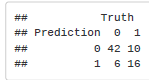 ##           Truth
## Prediction  0  1
##          0 42 10
##          1  6 16